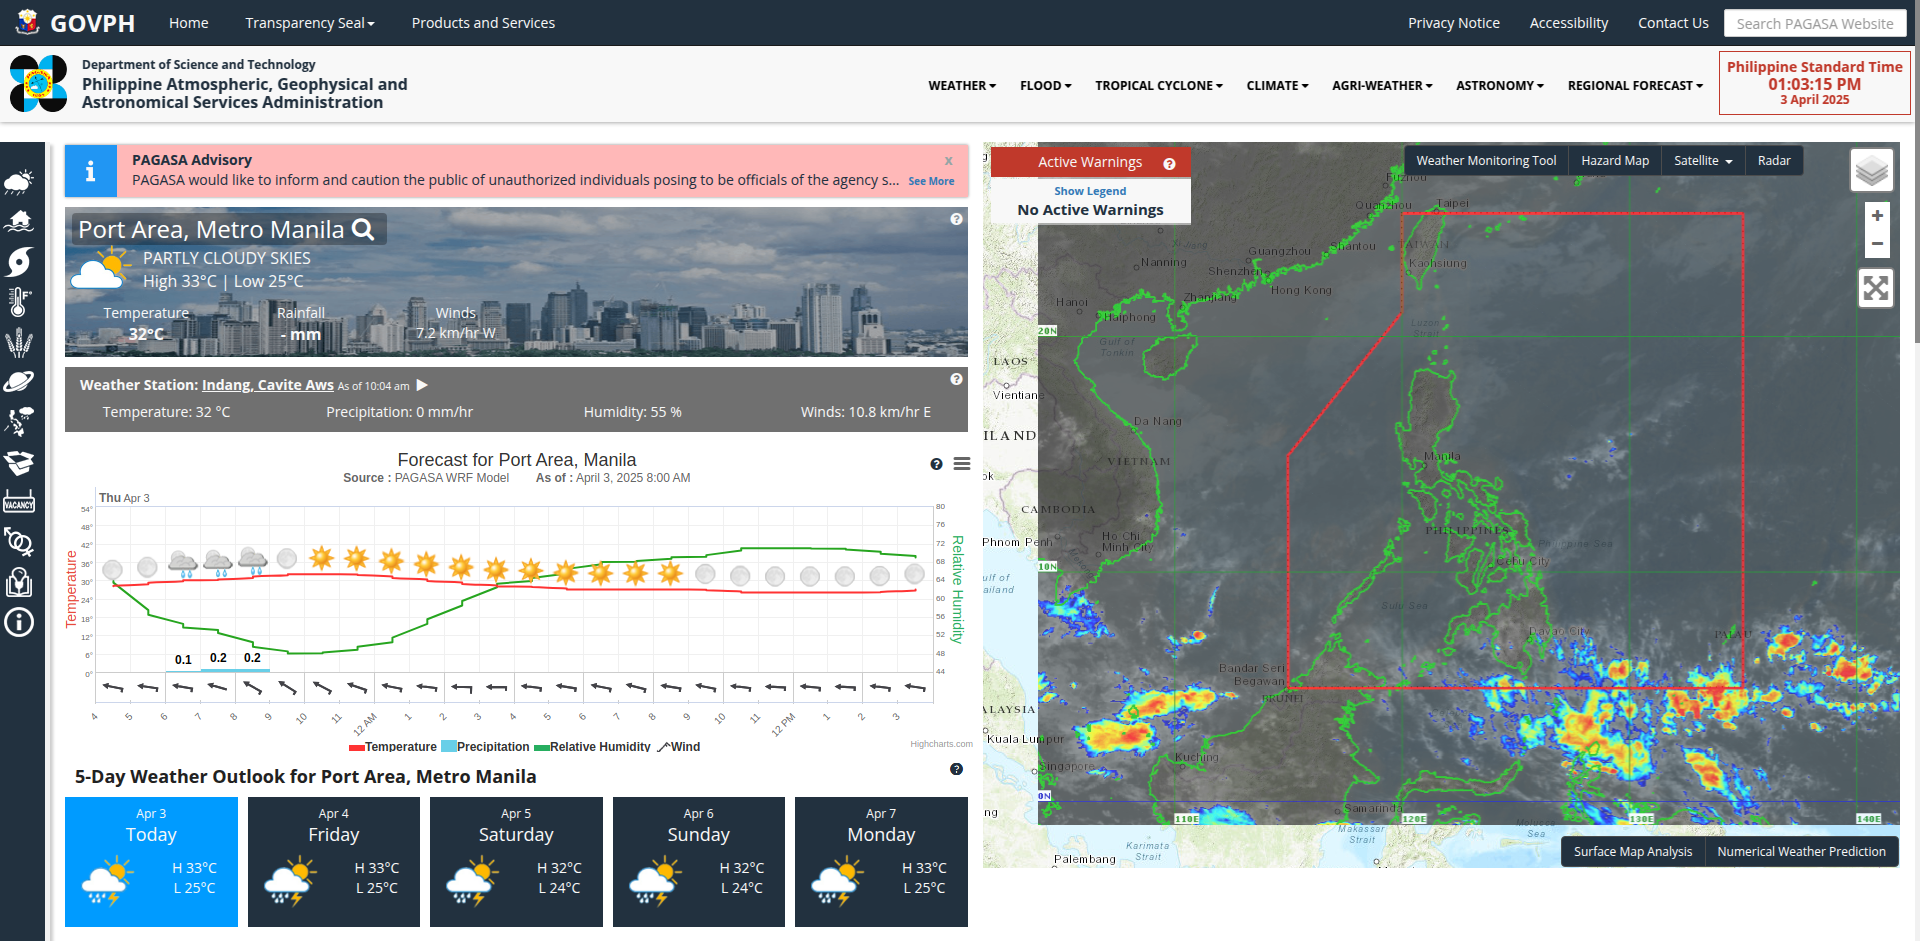 GOVPH
Home
Transparency Seal
Products and Services
Privacy Notice
Accessibility
Contact Us
Search PAGASA Website
Department of Science and Technology
Philippine Atmospheric, Geophysical and
Astronomical Services Administration
WEATHER
FLOOD
TROPICAL CYCLONE
CLIMATE
AGRI-WEATHER
ASTRONOMY
REGIONAL FORECAST
Philippine Standard Time
01:03:15 PM
3 April 2025
PAGASA Advisory
x
PAGASA would like to inform and caution the public of unauthorized individuals posing to be officials of the agency s... See More
Port Area, Metro Manila
PARTLY CLOUDY SKIES
High 33°C | Low 25°C
Temperature
Rainfall
Winds
32°C
- mm
7.2 km/hr W
Weather Station: Indang, Cavite Aws As of 10:04 am
Temperature: 32 °C
Precipitation: 0 mm/hr
Humidity: 55 %
Winds: 10.8 km/hr E
Forecast for Port Area, Manila
Source : PAGASA WRF Model As of : April 3, 2025 8:00 AM
Thu Apr 3
Temperature
54°
48°
42°
36°
30°
24°
18°
12°
6°
0°
80
76
72
68
64
60
56
52
48
44
Relative Humidity
0.1
0.2
0.2
4
5
6
7
8
9
10
11
12 AM
1
2
3
4
5
6
7
8
9
10
11
12 PM
1
2
3
Temperature
Precipitation
Relative Humidity
Wind
Highcharts.com
5-Day Weather Outlook for Port Area, Metro Manila
Apr 3
Today
H 33°C
L 25°C
Apr 4
Friday
H 33°C
L 25°C
Apr 5
Saturday
H 32°C
L 24°C
Apr 6
Sunday
H 32°C
L 24°C
Apr 7
Monday
H 33°C
L 25°C
VACANCY
Active Warnings
Show Legend
No Active Warnings
Weather Monitoring Tool
Hazard Map
Satellite
Radar
+
−
Fuzhou
Quanzhou
Taipei
TAIWAN
Kaohsiung
Shantou
Guangzhou
Shenzhen
Hong Kong
Nanning
Zhanjiang
Hanoi
Haiphong
Gulf of
Tonkin
Luzon
Strait
20N
LAOS
Vientiane
Da Nang
ILAND
VIETNAM
Manila
ok
CAMBODIA
PHILIPPINES
Phnom Penh
Ho Chi
Minh City
Philippine Sea
Cebu City
10N
ulf of
ailand
Sulu Sea
Davao City
PALAU
Bandar Seri
Begawan
BRUNEI
ALAYSIA
Kuala Lumpur
Kuching
Singapore
0N
ng
Samarinda
110E
120E
130E
140E
Makassar
Strait
Molucca
Sea
Karimata
Strait
Palembang
Surface Map Analysis
Numerical Weather Prediction